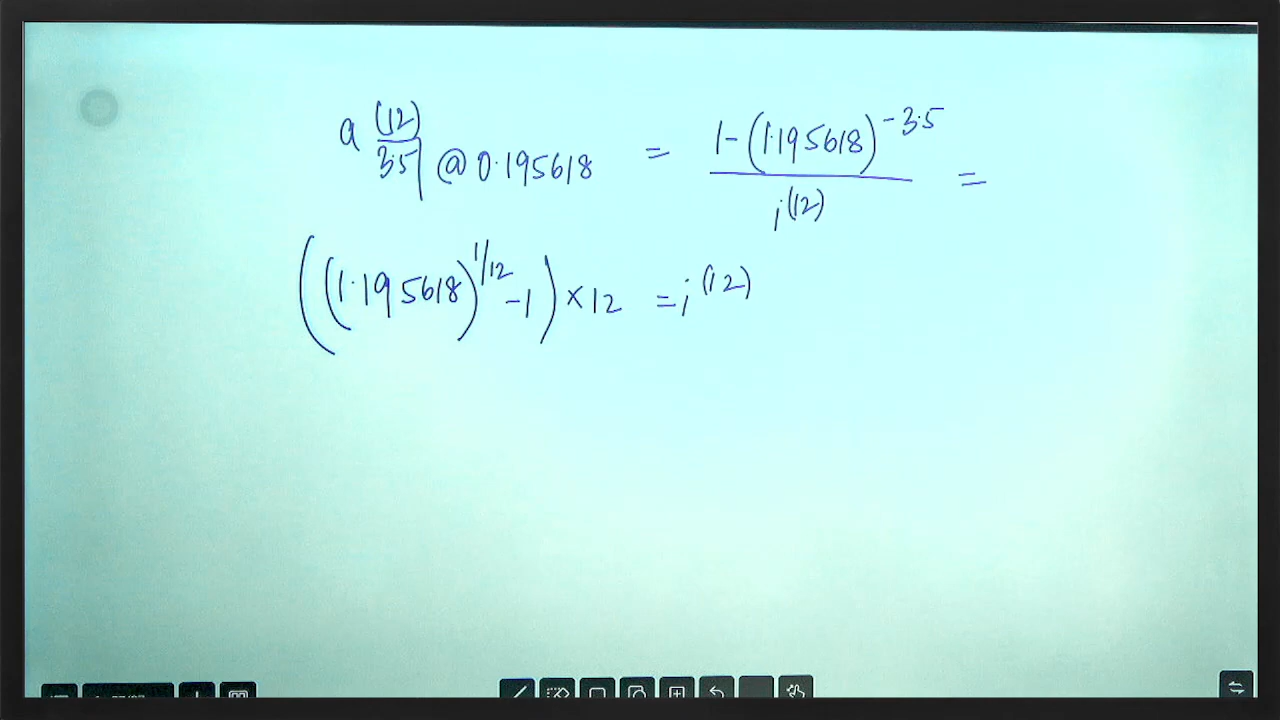 a (12) 3.5 @ 0.195618 = 1-(1.195618)^-3.5 / i^(12) =
((1.195618)^1/12 -1) × 12 = i^(12)